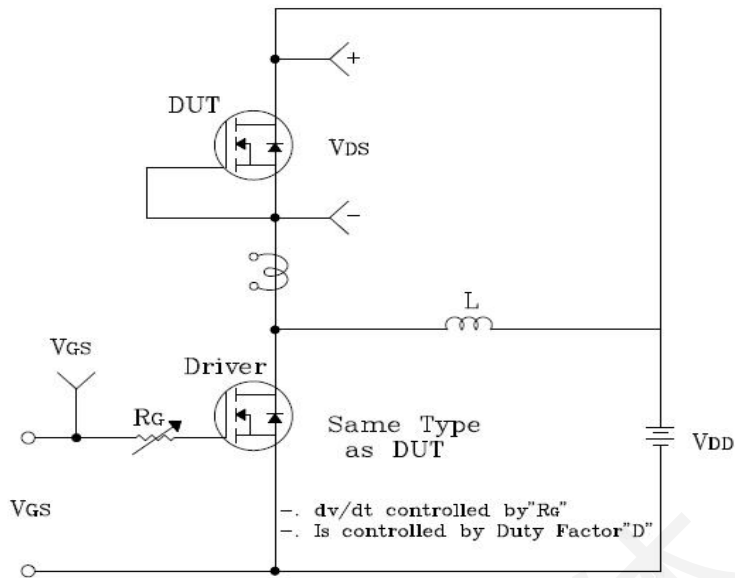 +
DUT
VDS
−
L
VGS
Driver
RG
Same Type
as DUT
VDD
VGS
−. dv/dt controlled by"RG"
−. Is controlled by Duty Factor"D"